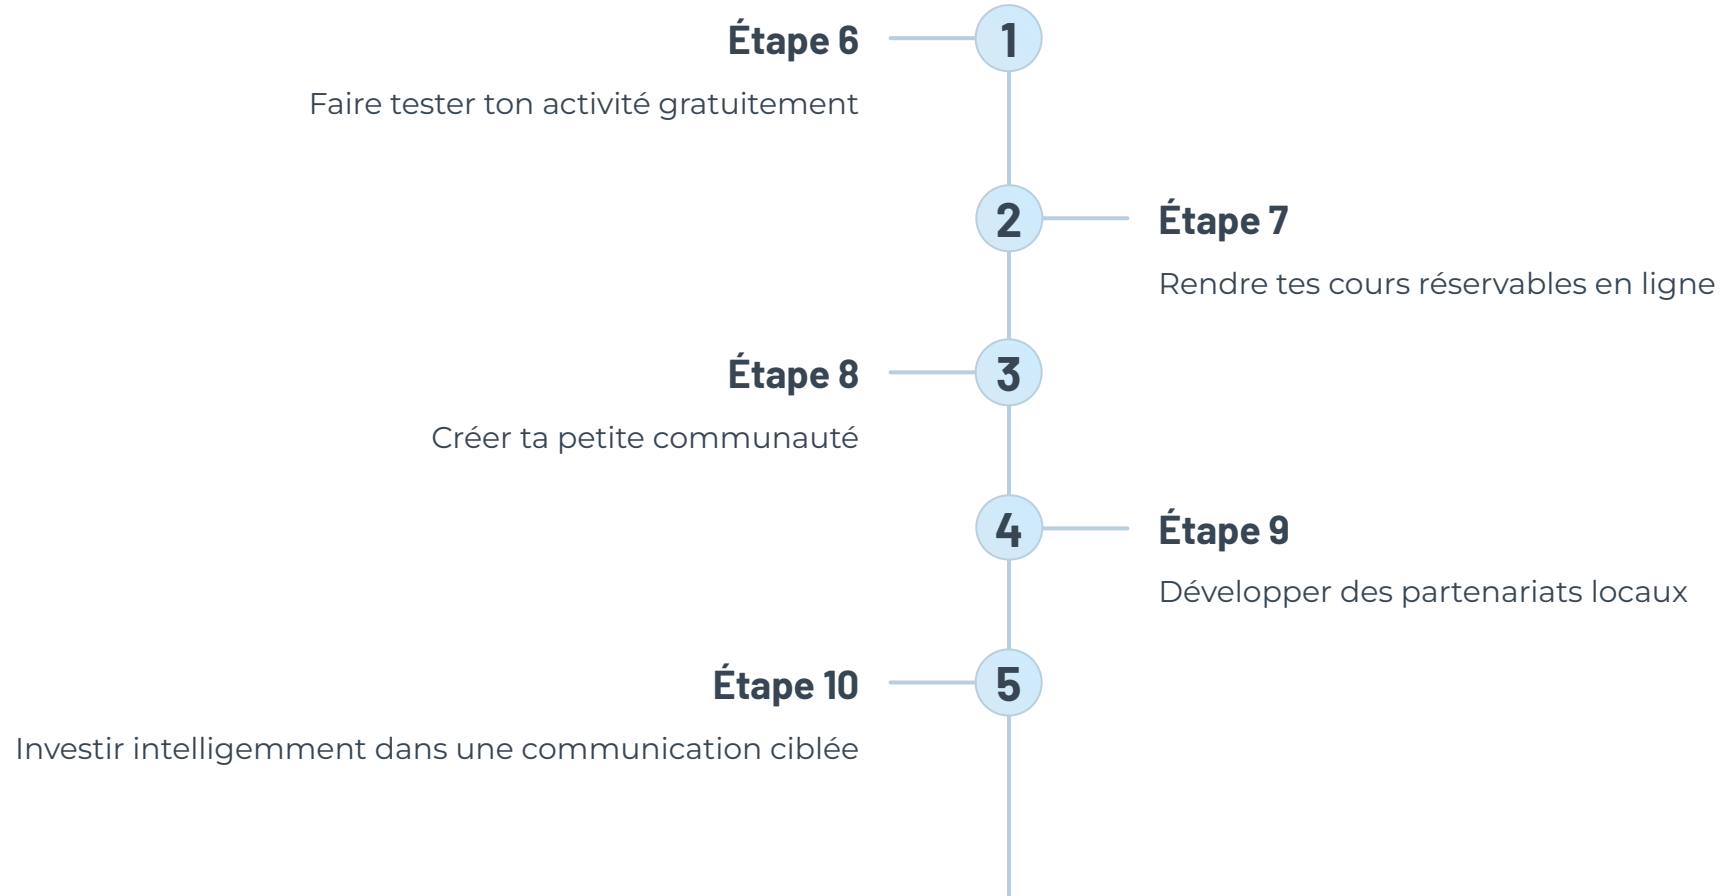 Étape 6
1
Faire tester ton activité gratuitement
2
Étape 7
Rendre tes cours réservables en ligne
Étape 8
3
Créer ta petite communauté
4
Étape 9
Développer des partenariats locaux
Étape 10
5
Investir intelligemment dans une communication ciblée